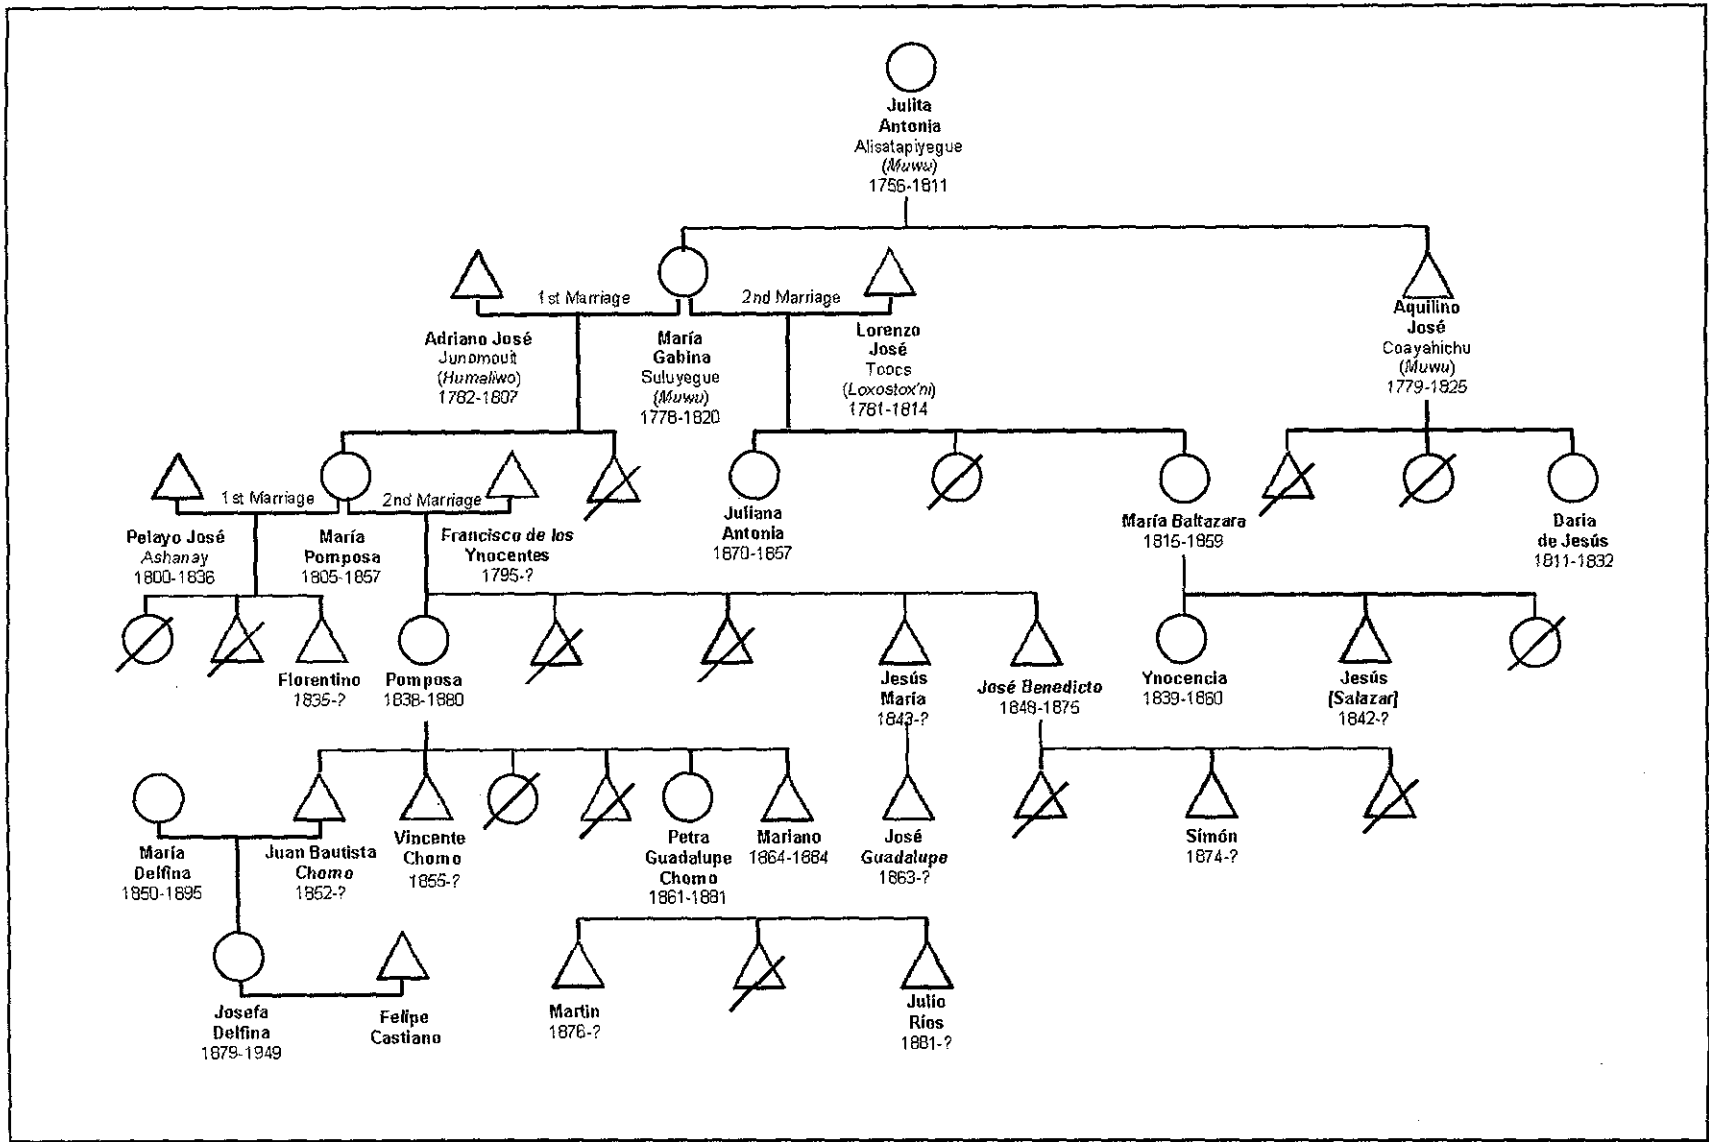 Julita
Antonia
Alisatapiyegue
(Muwu)
1756-1811
1st Marriage
2nd Marriage
Adriano José
Junomouit
(Humaliwo)
1782-180?
María
Gabina
Suluyegue
(Muwu)
1778-1820
Lorenzo
José
Toocs
(Loxostox'ni)
1781-1814
Aquilino
José
Coayahichu
(Muwu)
1779-1825
1st Marriage
2nd Marriage
Pelayo José
Ashanay
1800-1836
María
Pomposa
1805-1857
Francisco de los
Ynocentes
1795-?
Juliana
Antonia
1870-1857
María Baltazara
1815-1859
Daria
de Jesús
1811-1832
Florentino
1835-?
Pomposa
1838-1880
Jesús
María
1843-?
José Benedicto
1848-1875
Ynocencia
1839-1860
Jesús
[Salazar]
1842-?
María
Delfina
1850-1895
Juan Bautista
Chomo
1852-?
Vincente
Chomo
1855-?
Petra
Guadalupe
Chomo
1861-1881
Mariano
1864-1884
José
Guadalupe
1863-?
Simón
1874-?
Josefa
Delfina
1879-1949
Felipe
Castiano
Martin
1876-?
Julio
Ríos
1881-?